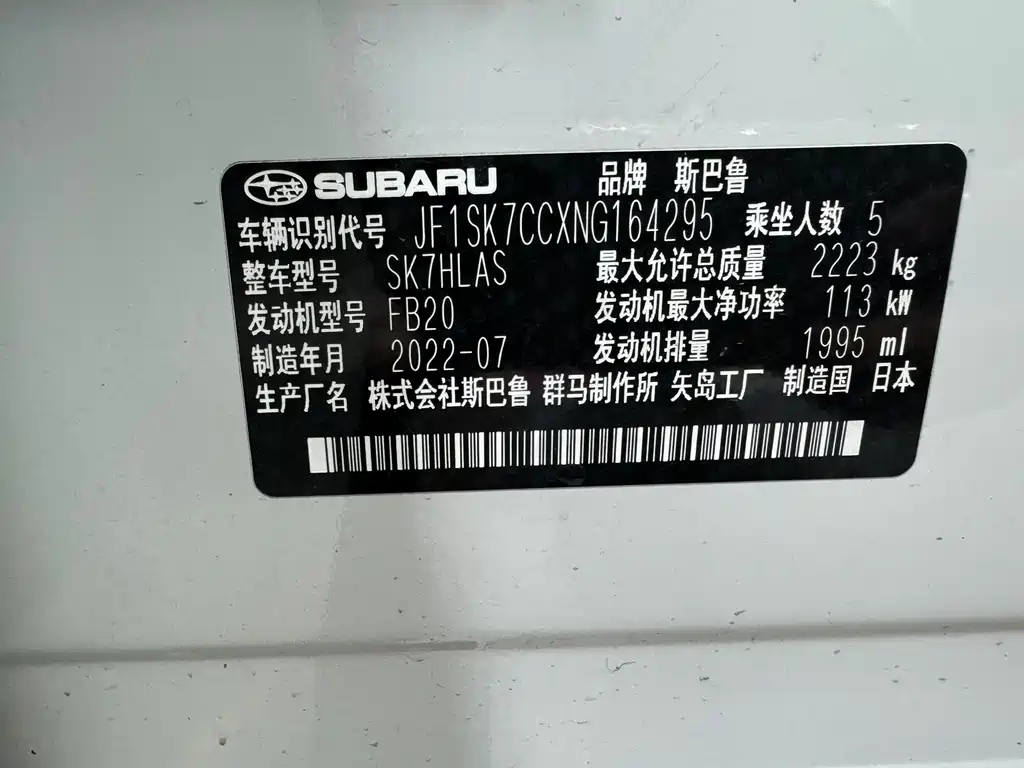 SUBARU 品牌 斯巴鲁
车辆识别代号 JF1SK7CCXNG164295 乘坐人数 5
整车型号 SK7HLAS 最大允许总质量 2223 kg
发动机型号 FB20 发动机最大净功率 113 kW
制造年月 2022-07 发动机排量 1995 ml
生产厂名 株式会社斯巴鲁 群马制作所 矢岛工厂 制造国 日本